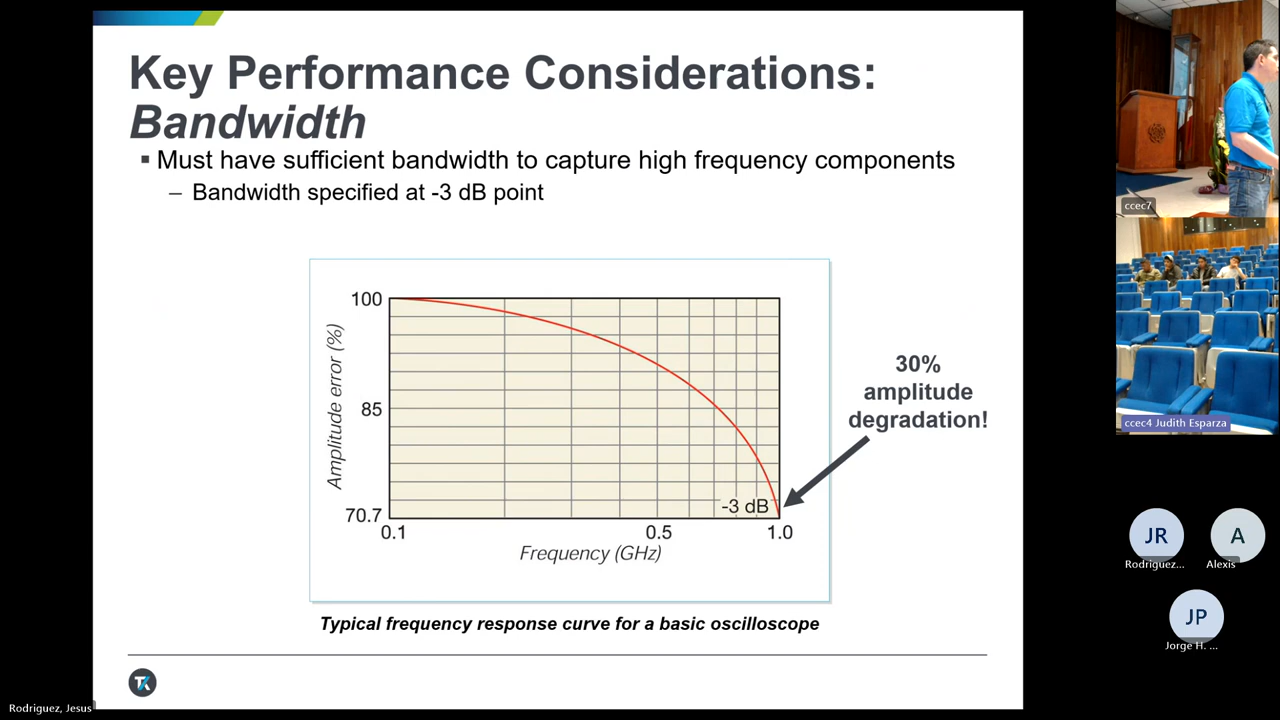 Key Performance Considerations:
Bandwidth
▪ Must have sufficient bandwidth to capture high frequency components
– Bandwidth specified at -3 dB point
100
85
70.7
Amplitude error (%)
-3 dB
0.1
0.5
1.0
Frequency (GHz)
30%
amplitude
degradation!
Typical frequency response curve for a basic oscilloscope
Rodriguez, Jesus
ccec7
ccec4 Judith Esparza
JR
Rodriguez...
A
Alexis
JP
Jorge H. ...